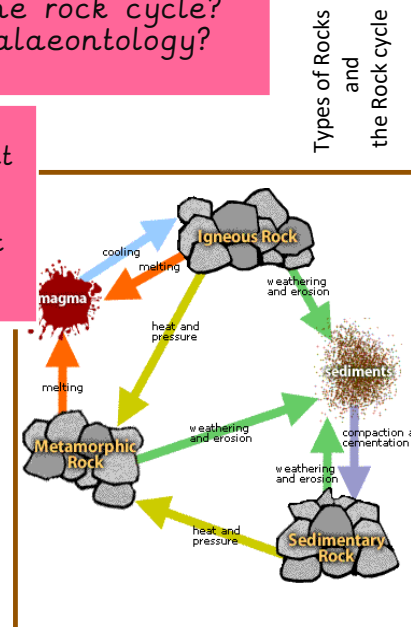 he rock cycle?
alaeontology?
Types of Rocks
and
the Rock cycle
t
t
cooling
Igneous Rock
melting
magma
weathering
and erosion
heat and
pressure
sediments
melting
weathering
and erosion
compaction a
cementation
Metamorphic
Rock
weathering
and erosion
heat and
pressure
Sedimentary
Rock